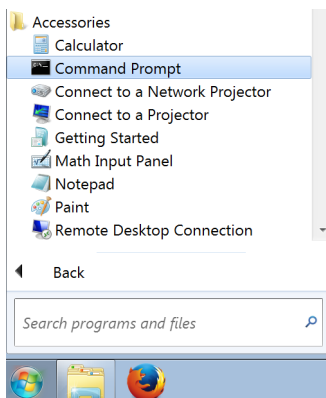 Accessories
Calculator
Command Prompt
Connect to a Network Projector
Connect to a Projector
Getting Started
Math Input Panel
Notepad
Paint
Remote Desktop Connection
Back
Search programs and files